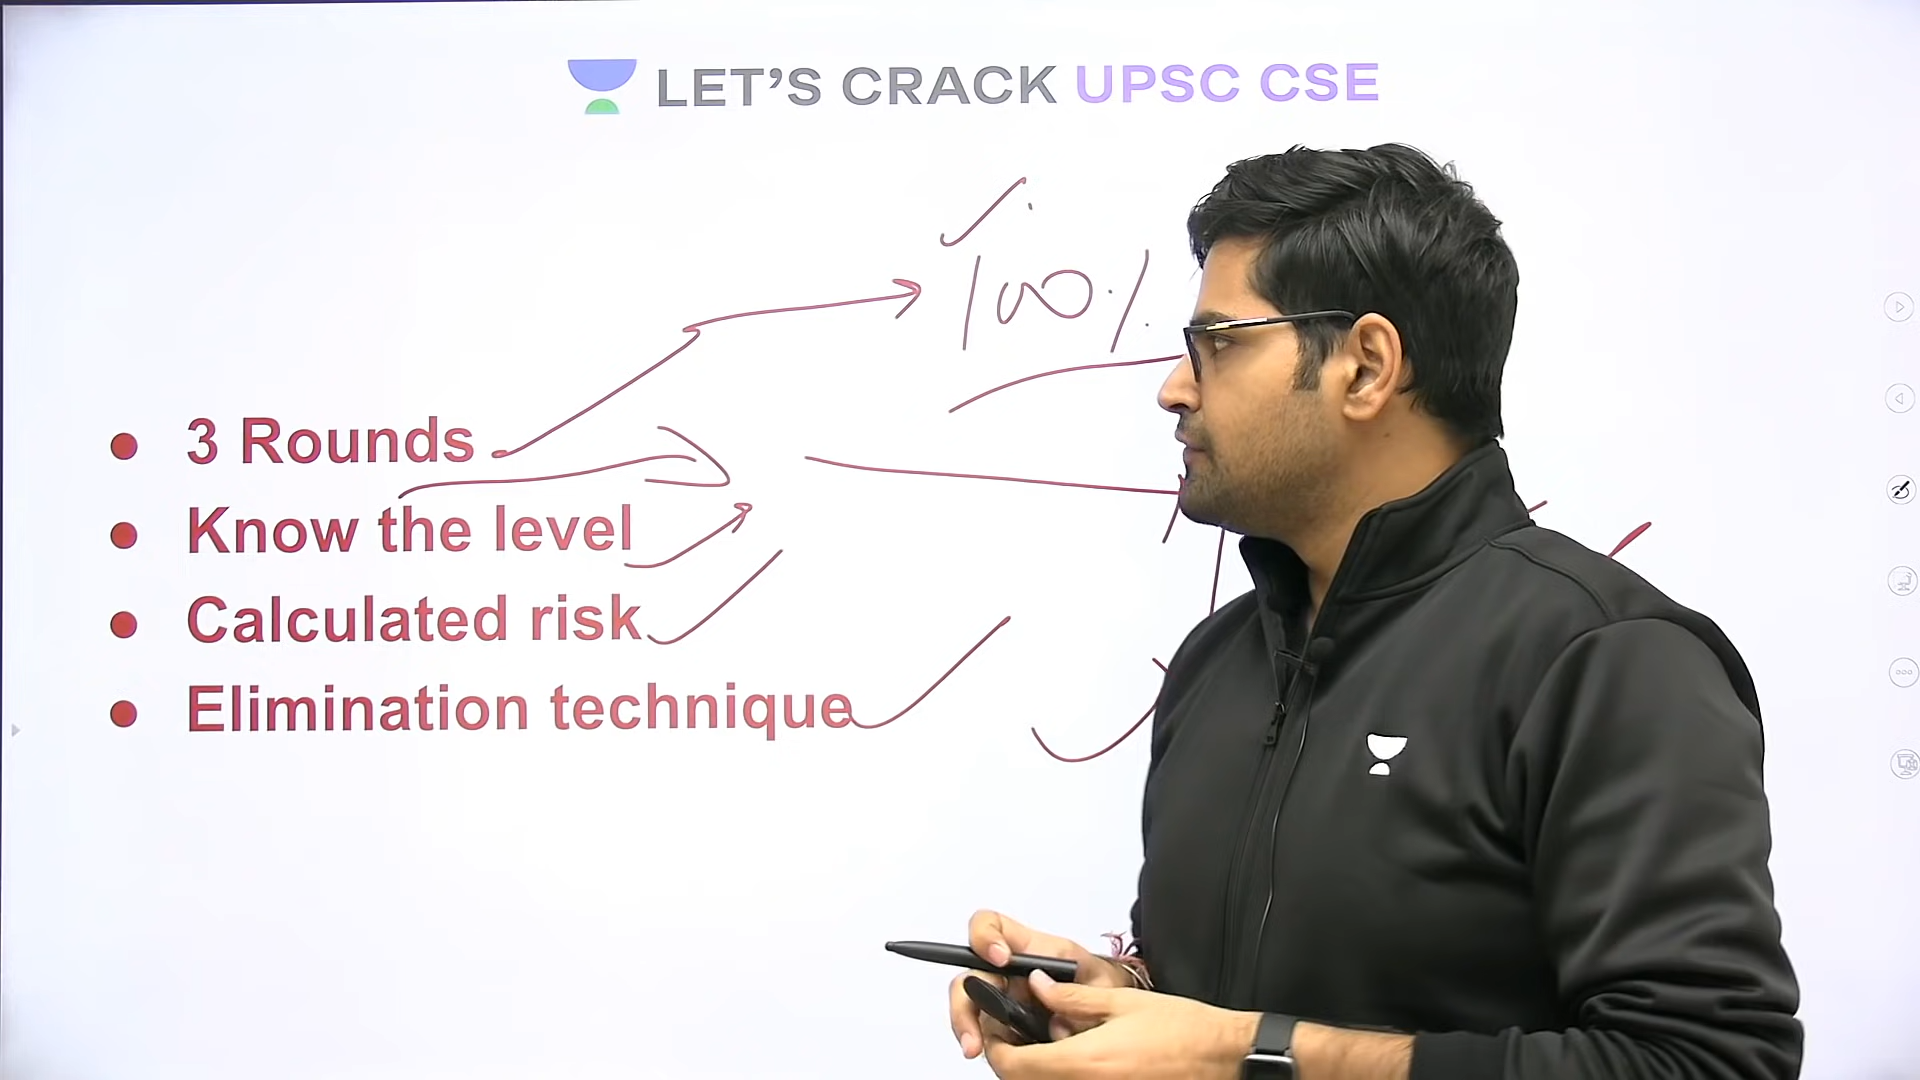 LET'S CRACK UPSC CSE
100%
• 3 Rounds
• Know the level
• Calculated risk
• Elimination technique